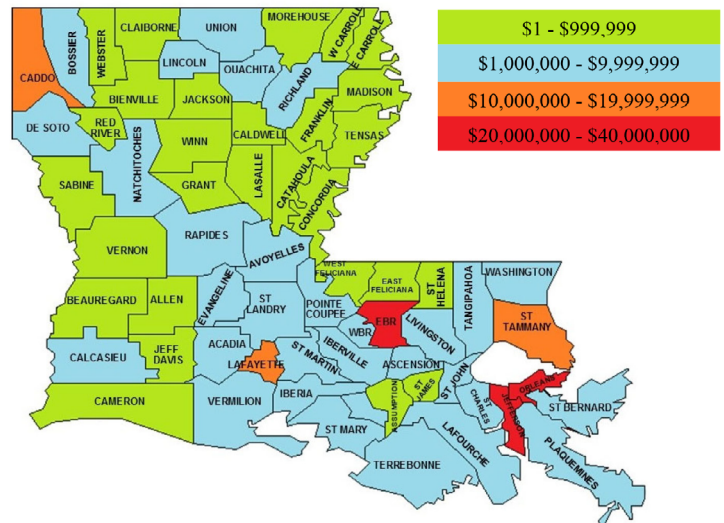 $1 - $999,999
$1,000,000 - $9,999,999
$10,000,000 - $19,999,999
$20,000,000 - $40,000,000
CADDO
BOSSIER
WEBSTER
CLAIBORNE
UNION
MOREHOUSE
W CARROLL
E CARROLL
LINCOLN
OUACHITA
RICHLAND
MADISON
BIENVILLE
JACKSON
DE SOTO
RED
RIVER
WINN
CALDWELL
FRANKLIN
TENSAS
NATCHITOCHES
SABINE
GRANT
LASALLE
CATAHOULA
CONCORDIA
VERNON
RAPIDES
AVOYELLES
WEST
FELICIANA
EAST
FELICIANA
ST
HELENA
TANGIPAHOA
WASHINGTON
BEAUREGARD
ALLEN
EVANGELINE
ST
LANDRY
POINTE
COUPEE
WBR
EBR
LIVINGSTON
ST
TAMMANY
CALCASIEU
JEFF
DAVIS
ACADIA
LAFAYETTE
ST MARTIN
IBERVILLE
ASCENSION
ST JOHN
CAMERON
VERMILION
IBERIA
ASSUMPTION
ST
JAMES
ST
CHARLES
JEFFERSON
ORLEANS
ST BERNARD
ST MARY
TERREBONNE
LAFOURCHE
PLAQUEMINES